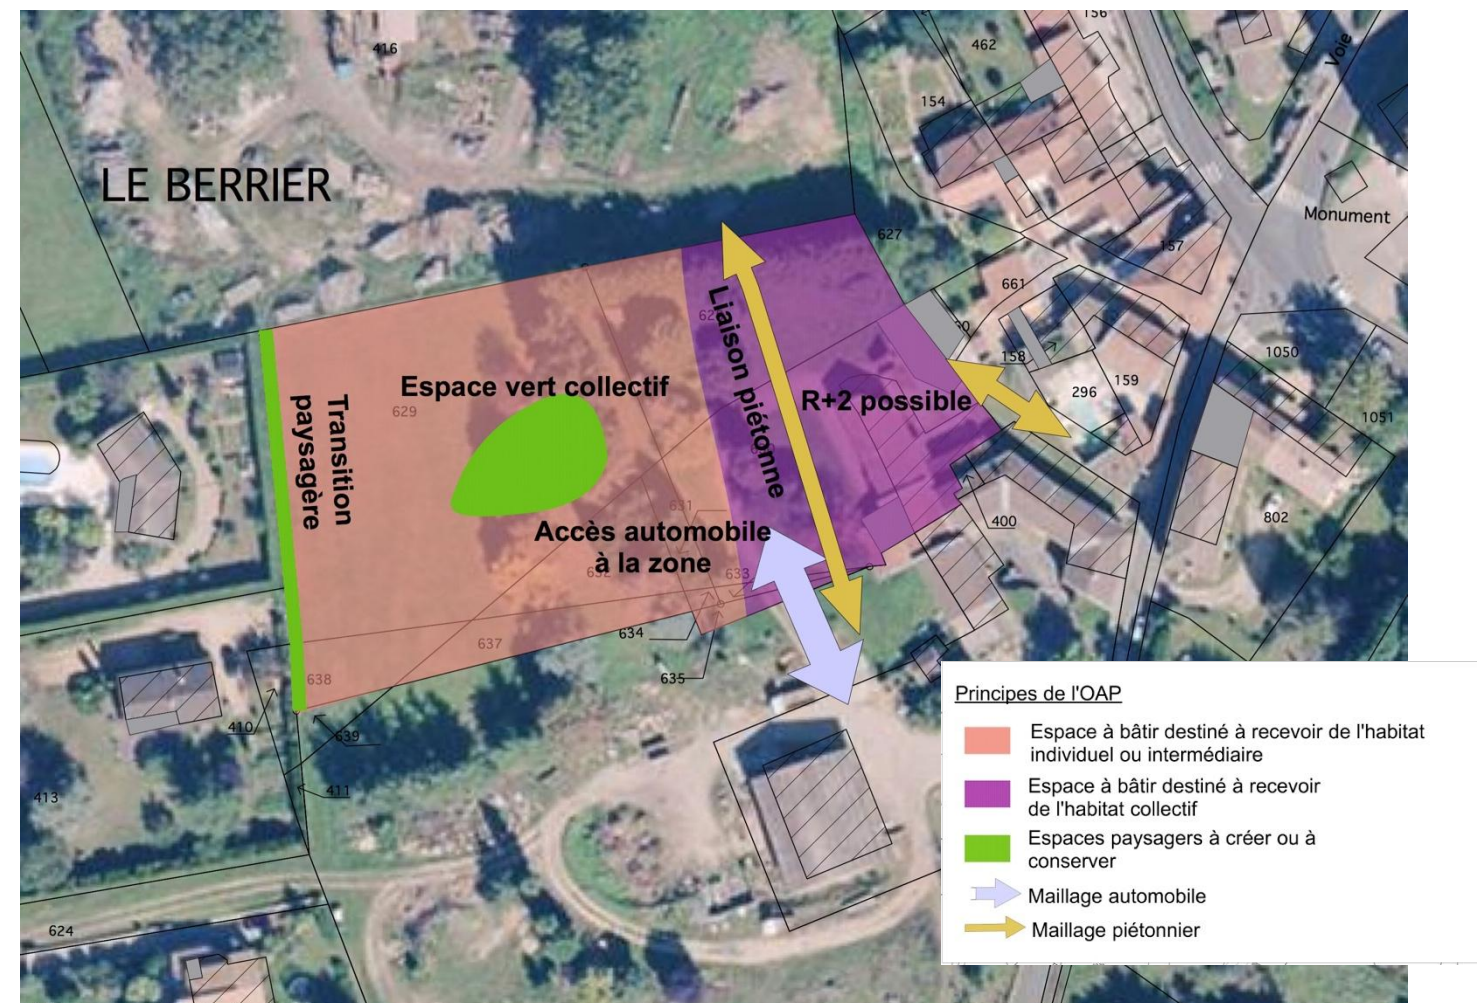 156
416
462
Voie
154
LE BERRIER
Monument
627
157
661
158
1050
159
296
Espace vert collectif
629
R+2 possible
Liaison piétonne
Transition
paysagère
1051
631
Accès automobile
à la zone
632
633
400
802
634
637
635
638
410
639
411
413
624
Principes de l'OAP
Espace à bâtir destiné à recevoir de l'habitat
individuel ou intermédiaire
Espace à bâtir destiné à recevoir
de l'habitat collectif
Espaces paysagers à créer ou à
conserver
Maillage automobile
Maillage piétonnier